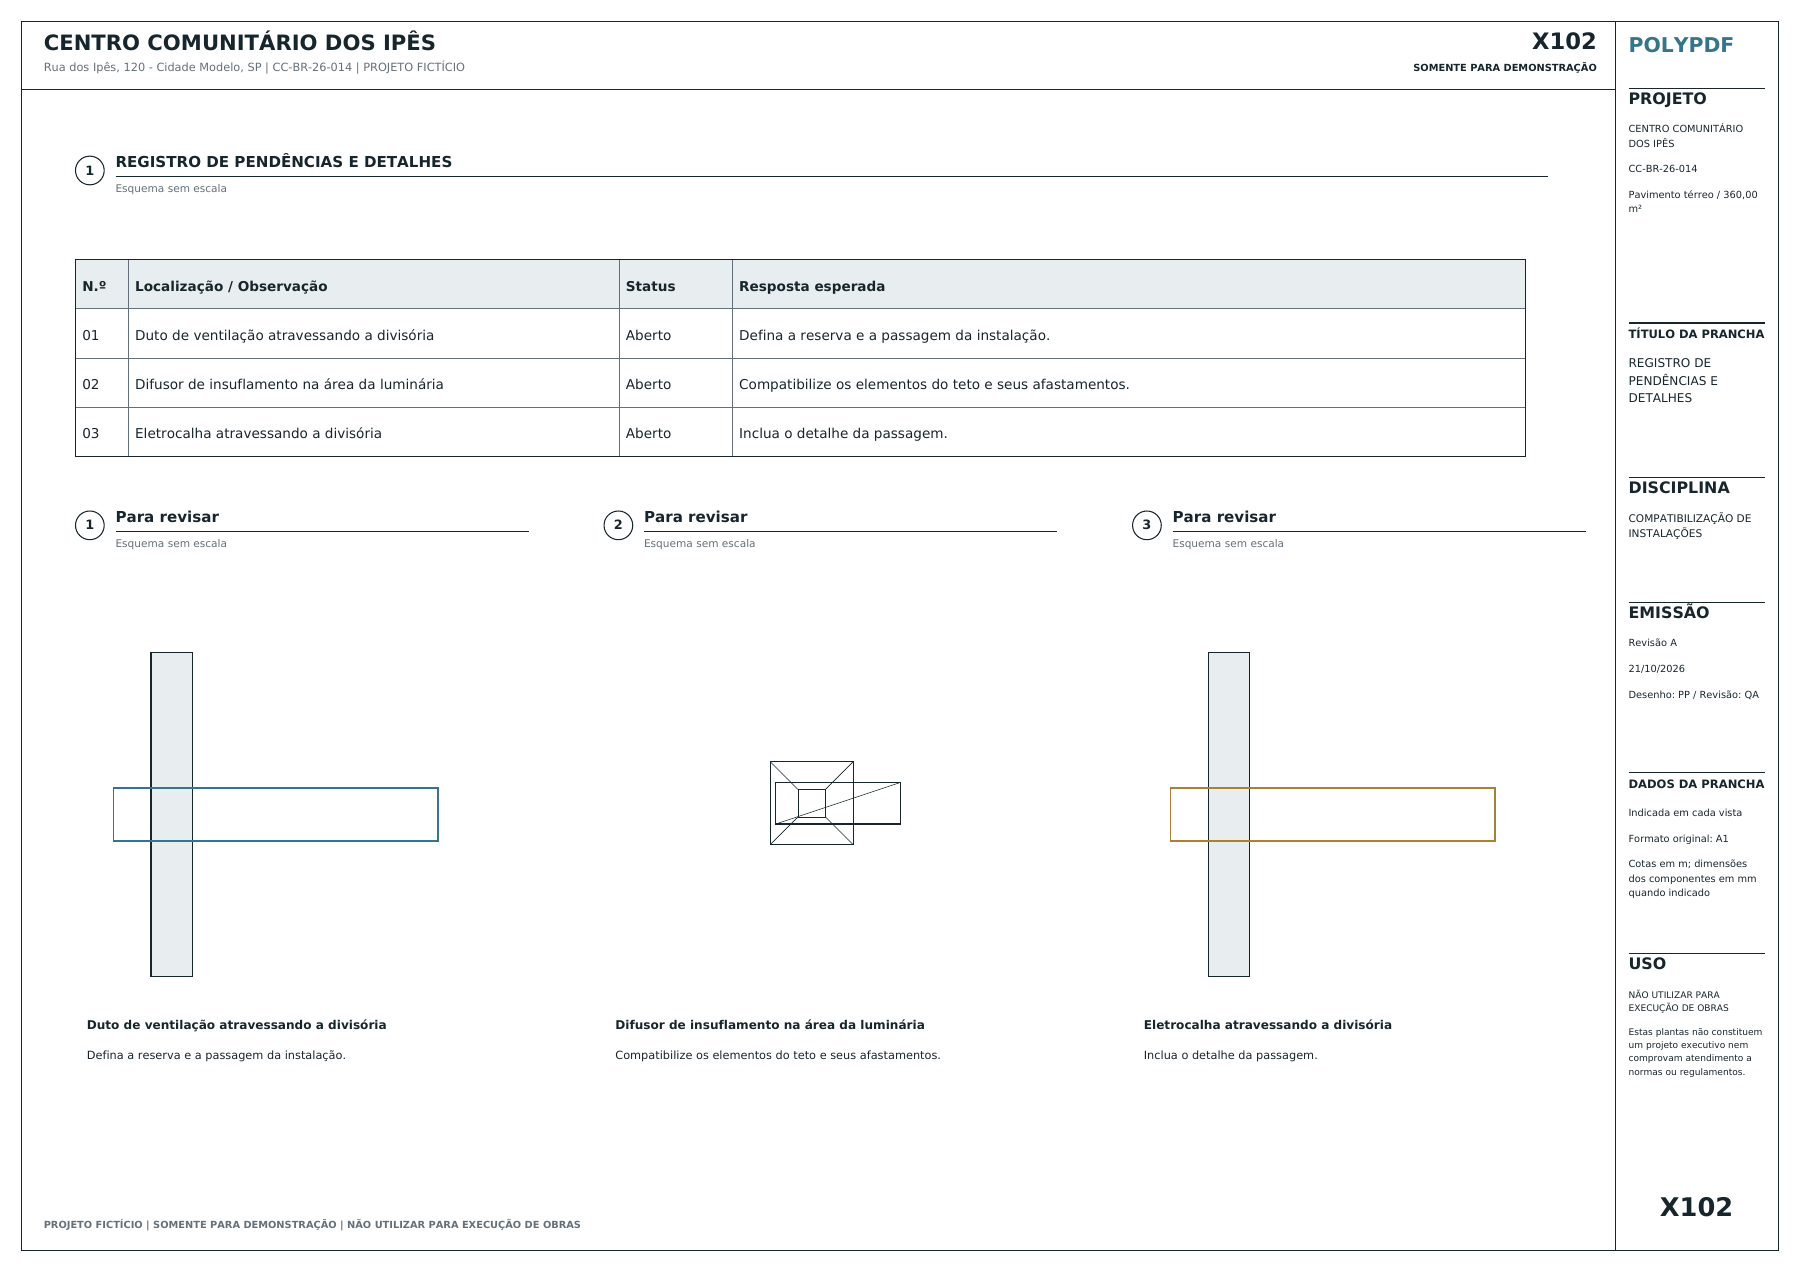 CENTRO COMUNITÁRIO DOS IPÊS
Rua dos Ipês, 120 - Cidade Modelo, SP | CC-BR-26-014 | PROJETO FICTÍCIO
X102
SOMENTE PARA DEMONSTRAÇÃO
1
REGISTRO DE PENDÊNCIAS E DETALHES
Esquema sem escala
N.º Localização / Observação Status Resposta esperada
01 Duto de ventilação atravessando a divisória Aberto Defina a reserva e a passagem da instalação.
02 Difusor de insuflamento na área da luminária Aberto Compatibilize os elementos do teto e seus afastamentos.
03 Eletrocalha atravessando a divisória Aberto Inclua o detalhe da passagem.
1
Para revisar
Esquema sem escala
Duto de ventilação atravessando a divisória
Defina a reserva e a passagem da instalação.
2
Para revisar
Esquema sem escala
Difusor de insuflamento na área da luminária
Compatibilize os elementos do teto e seus afastamentos.
3
Para revisar
Esquema sem escala
Eletrocalha atravessando a divisória
Inclua o detalhe da passagem.
PROJETO FICTÍCIO | SOMENTE PARA DEMONSTRAÇÃO | NÃO UTILIZAR PARA EXECUÇÃO DE OBRAS
POLYPDF
PROJETO
CENTRO COMUNITÁRIO
DOS IPÊS
CC-BR-26-014
Pavimento térreo / 360,00
m²
TÍTULO DA PRANCHA
REGISTRO DE
PENDÊNCIAS E
DETALHES
DISCIPLINA
COMPATIBILIZAÇÃO DE
INSTALAÇÕES
EMISSÃO
Revisão A
21/10/2026
Desenho: PP / Revisão: QA
DADOS DA PRANCHA
Indicada em cada vista
Formato original: A1
Cotas em m; dimensões
dos componentes em mm
quando indicado
USO
NÃO UTILIZAR PARA
EXECUÇÃO DE OBRAS
Estas plantas não constituem
um projeto executivo nem
comprovam atendimento a
normas ou regulamentos.
X102